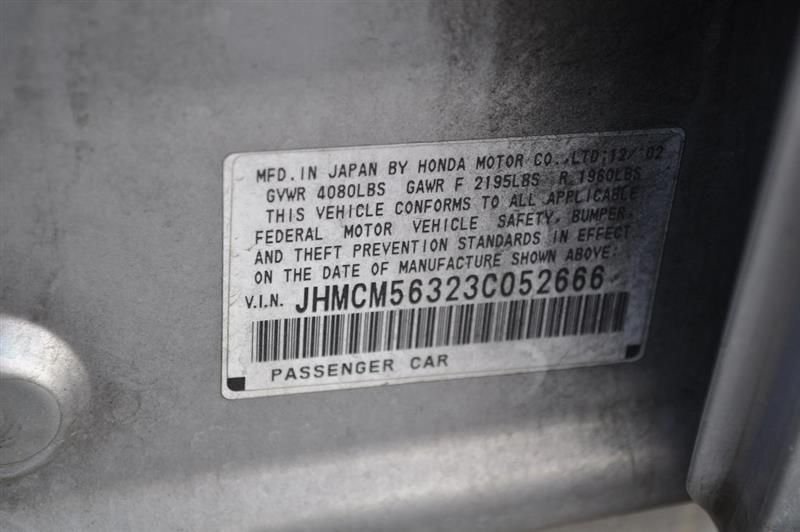 MFD. IN JAPAN BY HONDA MOTOR CO.,LTD;12/'02
GVWR 4080LBS GAWR F 2195LBS R 1960LBS
THIS VEHICLE CONFORMS TO ALL APPLICABLE
FEDERAL MOTOR VEHICLE SAFETY, BUMPER,
AND THEFT PREVENTION STANDARDS IN EFFECT
ON THE DATE OF MANUFACTURE SHOWN ABOVE:
V.I.N. JHMCM56323C052666
PASSENGER CAR